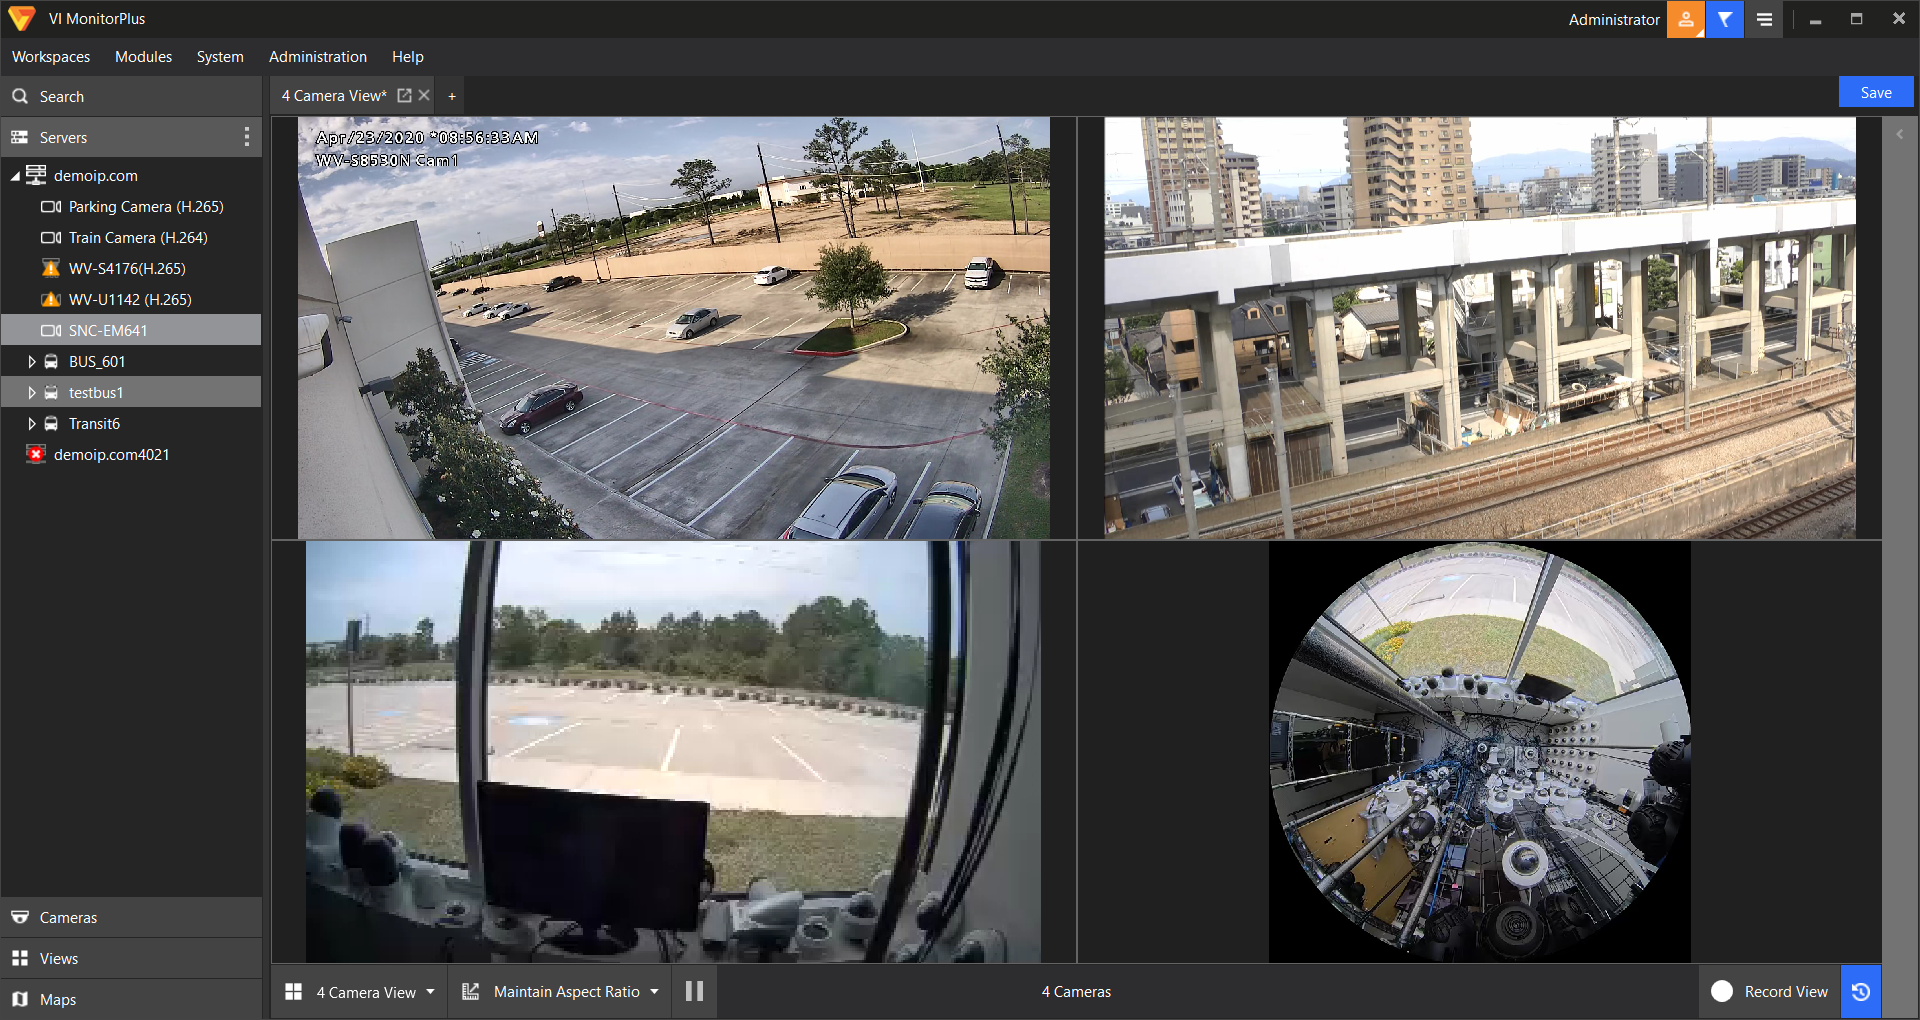 VI MonitorPlus
Administrator
Workspaces Modules System Administration Help
Search
4 Camera View*
+
Save
Servers
demoip.com
Parking Camera (H.265)
Train Camera (H.264)
WV-S4176(H.265)
WV-U1142 (H.265)
SNC-EM641
BUS_601
testbus1
Transit6
demoip.com4021
Apr/23/2020 *08:56:33AM
WV-S8530N Cam1
Cameras
Views
Maps
4 Camera View
Maintain Aspect Ratio
4 Cameras
Record View